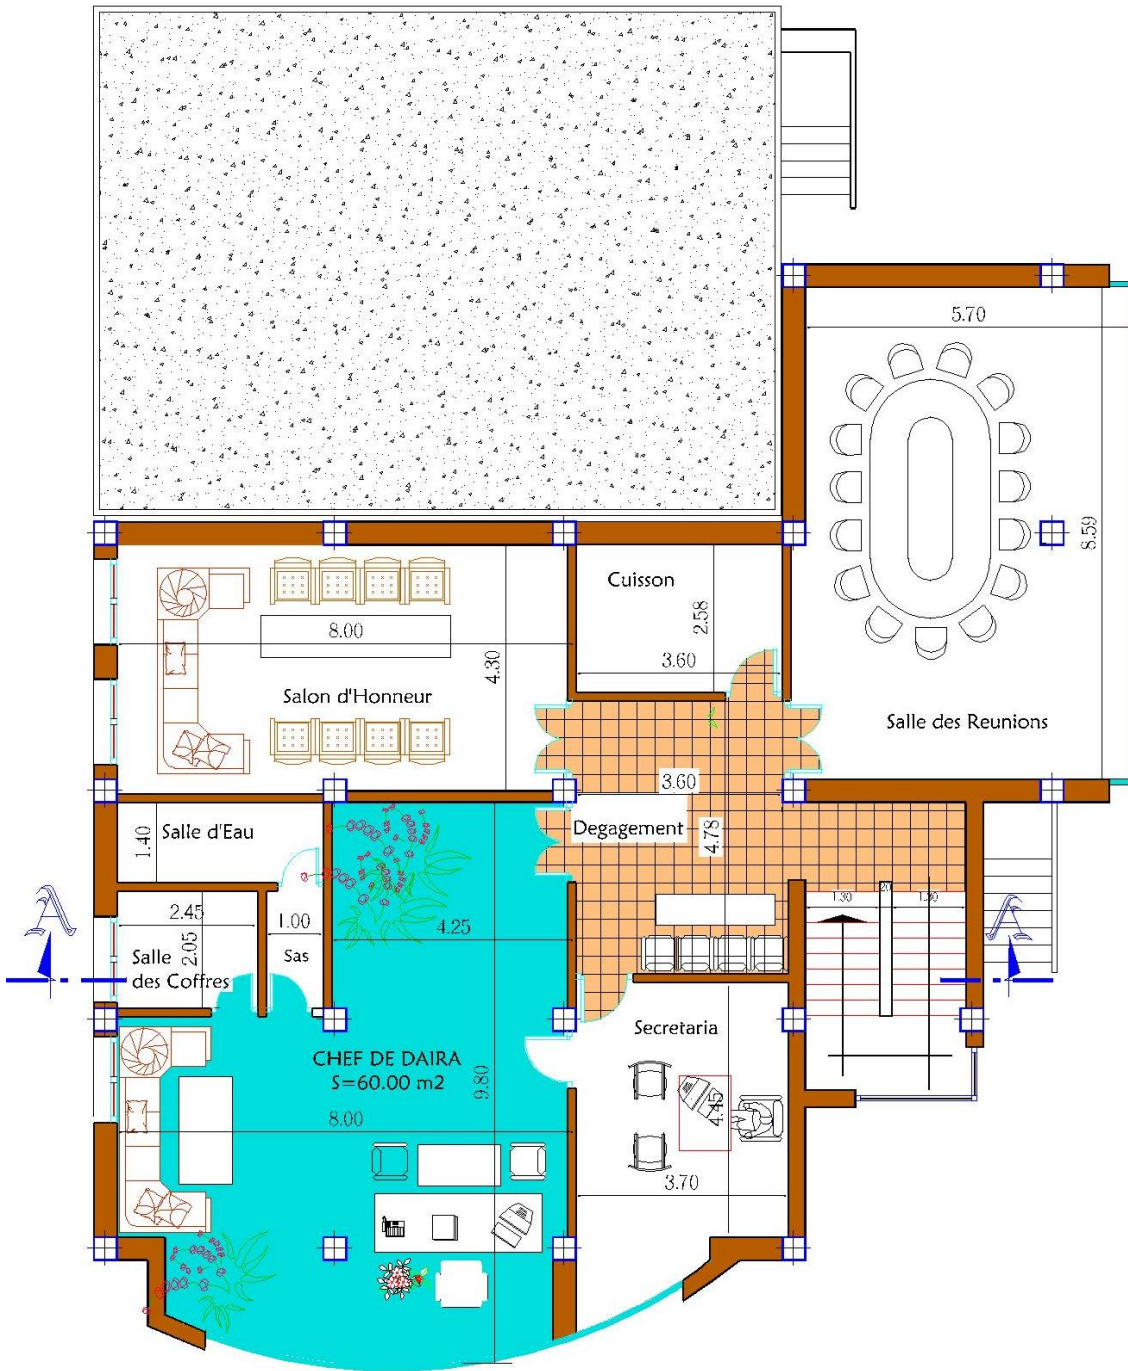 5.70
8.59
Cuisson
2.58
3.60
8.00
4.30
Salon d'Honneur
Salle des Reunions
3.60
Degagement
4.78
Salle d'Eau
1.40
A
2.45
2.05
Salle
des Coffres
1.00
Sas
4.25
1.30
20
1.30
A
CHEF DE DAIRA
S=60.00 m2
9.80
8.00
Secretaria
4.45
3.70